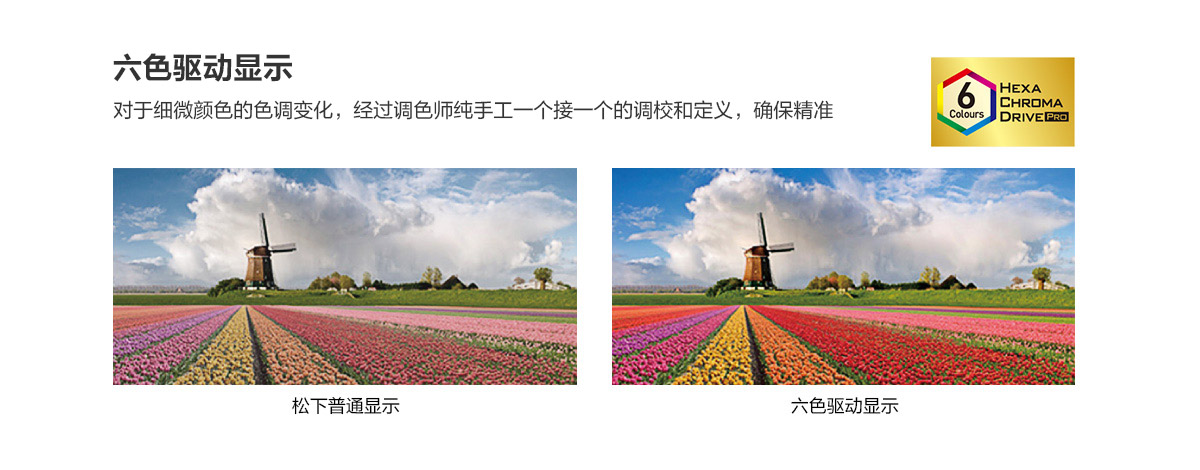 六色驱动显示
对于细微颜色的色调变化，经过调色师纯手工一个接一个的调校和定义，确保精准
6
Colours
HEXA
CHROMA
DRIVE PRO
松下普通显示
六色驱动显示